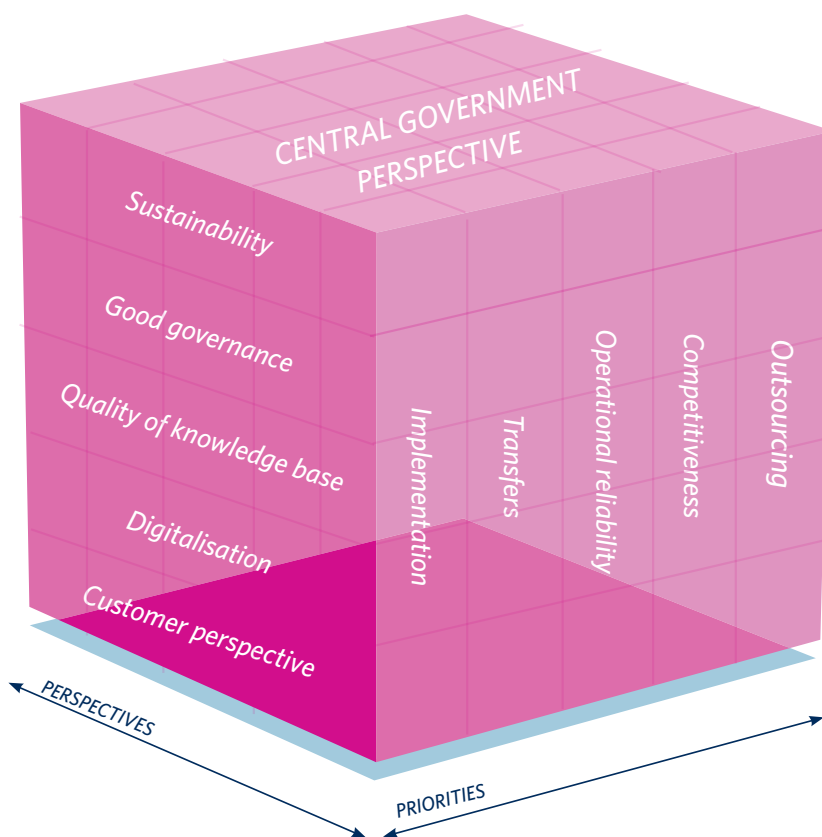 CENTRAL GOVERNMENT
PERSPECTIVE
Sustainability
Good governance
Quality of knowledge base
Digitalisation
Customer perspective
Implementation
Transfers
Operational reliability
Competitiveness
Outsourcing
PERSPECTIVES
PRIORITIES